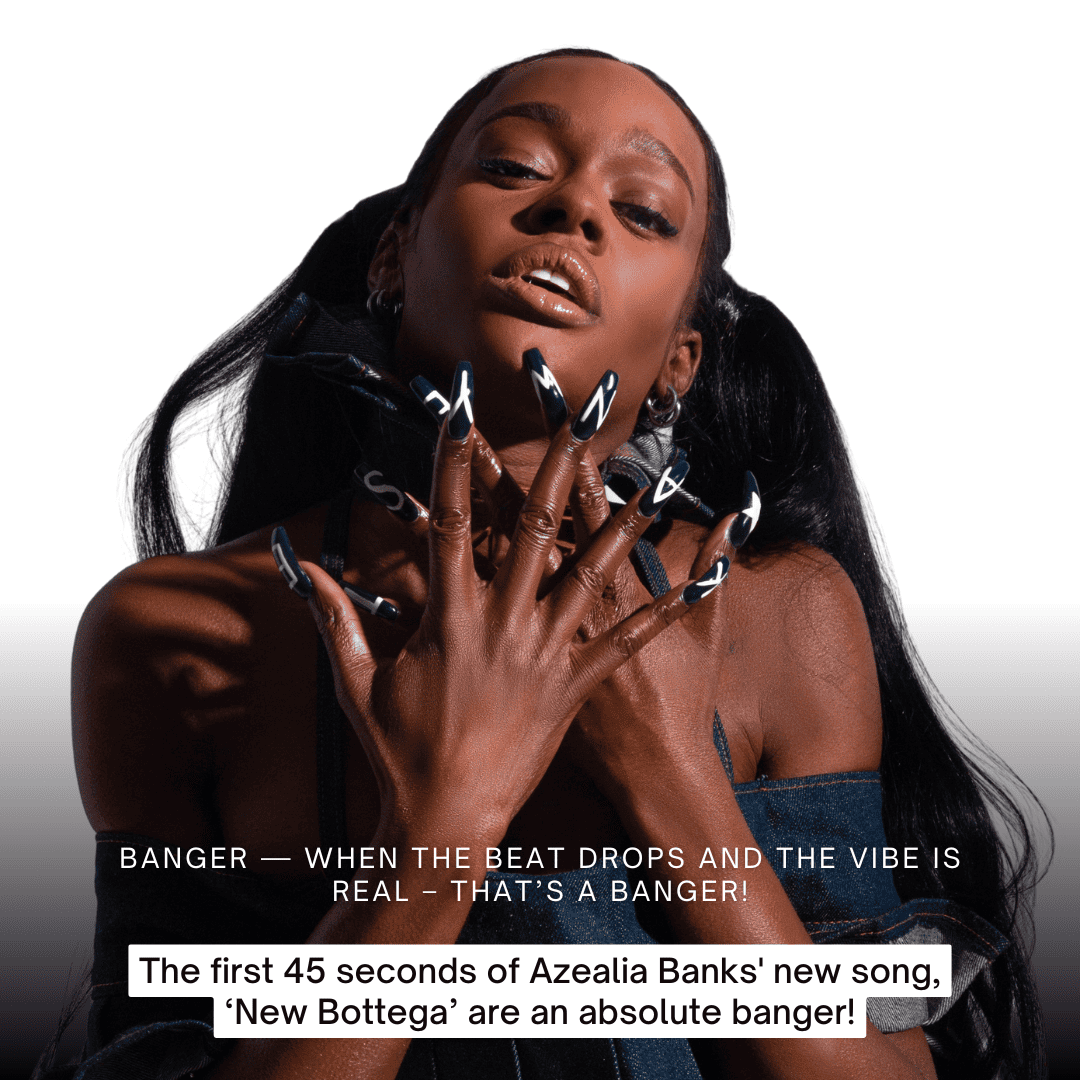 BANGER — WHEN THE BEAT DROPS AND THE VIBE IS
REAL – THAT’S A BANGER!
The first 45 seconds of Azealia Banks' new song,
‘New Bottega’ are an absolute banger!